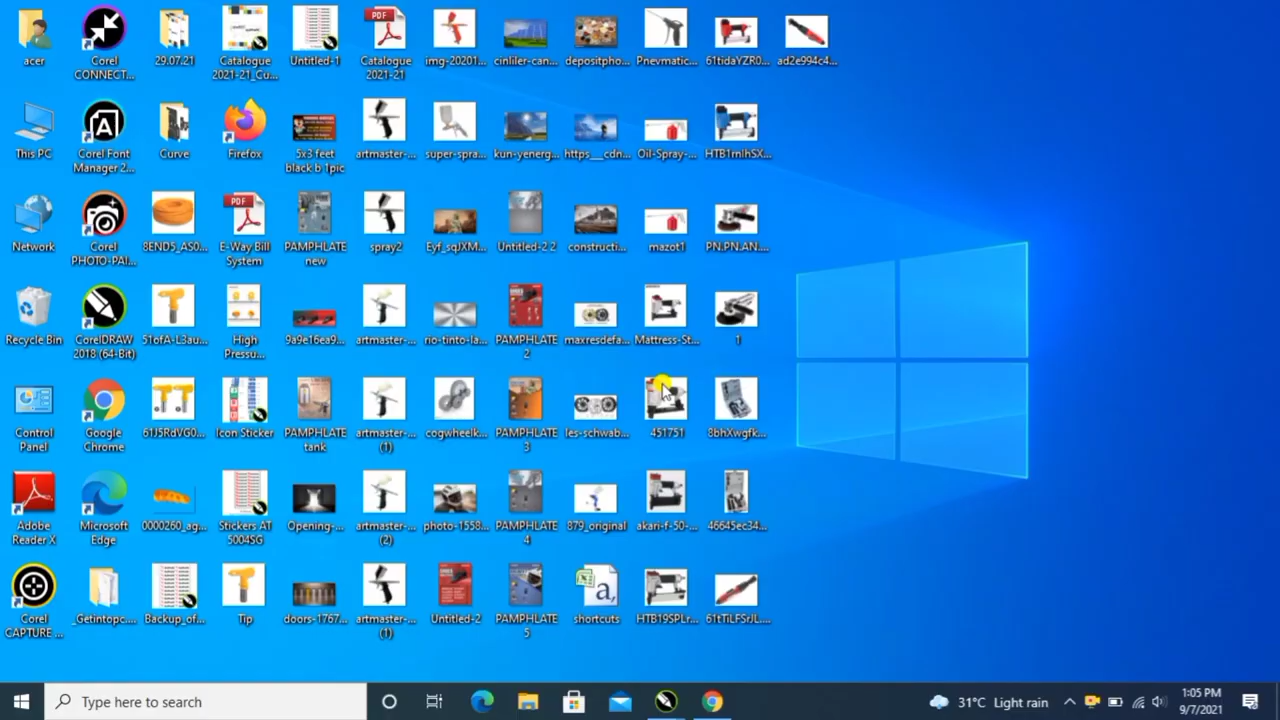 acer
Corel CONNECT...
29.07.21
Catalogue 2021-21_Cu...
Untitled-1
PDF
Catalogue 2021-21
img-20201...
cinliler-can...
depositpho...
Pnevmatic...
61tidaYZR0...
ad2e994c4...
This PC
Corel Font Manager 2...
Curve
Firefox
5x3 feet black b 1pic
artmaster-...
super-spra...
kun-yenerg...
https___cdn...
Oil-Spray-...
HTB1mlhSX...
Network
Corel PHOTO-PAI...
8END5_AS0...
PDF
E-Way Bill System
PAMPHLATE new
spray2
Eyf_sqJXM...
Untitled-2 2
constructi...
mazot1
PN.PN.AN....
Recycle Bin
CorelDRAW 2018 (64-Bit)
51ofA-L3au...
High Pressu...
9a9e16ea9...
artmaster-...
rio-tinto-la...
PAMPHLATE 2
maxresdefa...
Mattress-St...
1
Control Panel
Google Chrome
61J5RdVG0...
Icon Sticker
PAMPHLATE tank
artmaster-... (1)
cogwheelk...
PAMPHLATE 3
les-schwab...
451751
8bhXwgfk...
Adobe Reader X
Microsoft Edge
0000260_ag...
Stickers AT 5004SG
Opening-...
artmaster-... (2)
photo-1558...
PAMPHLATE 4
879_original
akari-f-50-...
46645ec34...
Corel CAPTURE ...
_Getintopc....
Backup_of...
Tip
doors-1767...
artmaster-... (1)
Untitled-2
PAMPHLATE 5
shortcuts
HTB19SPLr...
61tTiLFSrJL...
Type here to search
31°C Light rain
1:05 PM
9/7/2021